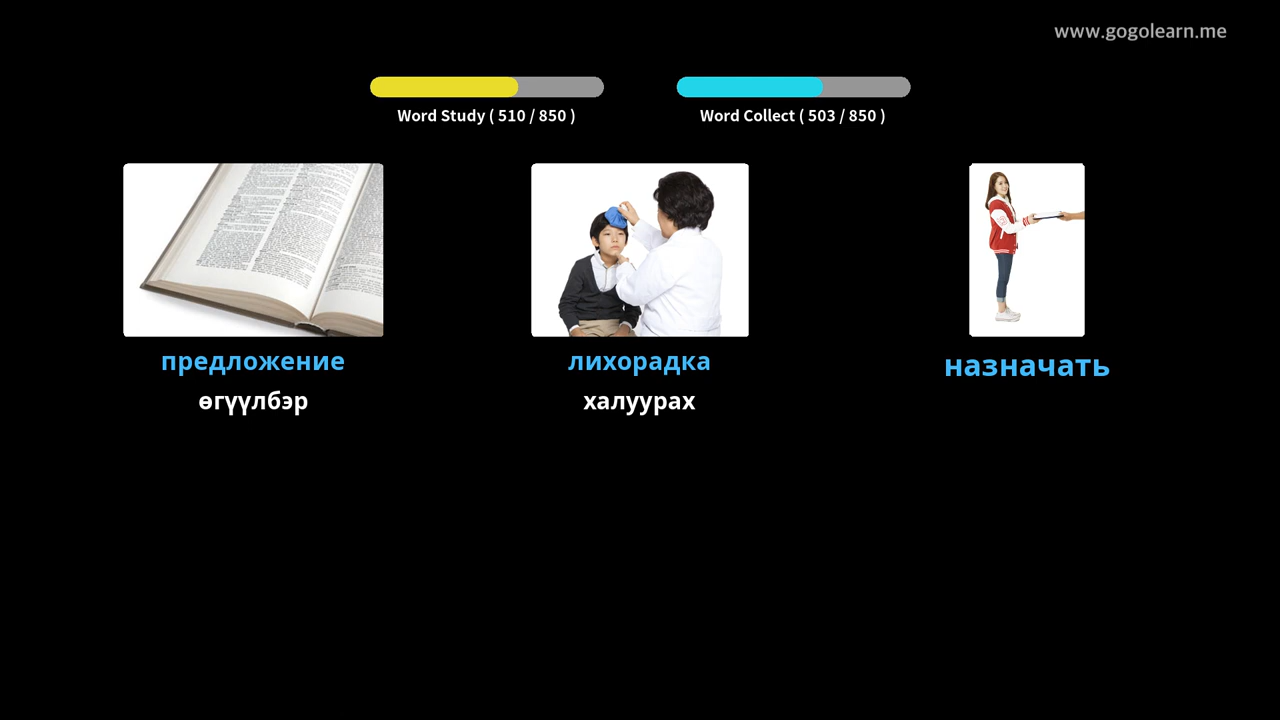 www.gogolearn.me
Word Study ( 510 / 850 )
Word Collect ( 503 / 850 )
предложение
өгүүлбэр
лихорадка
халуурах
назначать